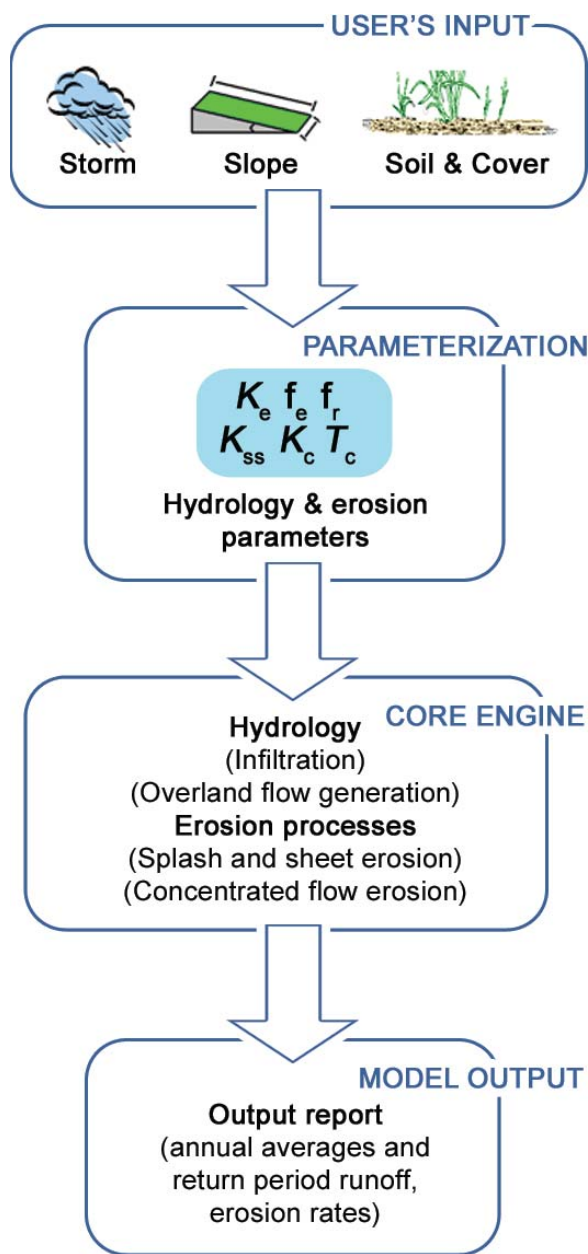 USER'S INPUT
Storm
Slope
Soil & Cover
PARAMETERIZATION
Ke fe fr
Kss Kc Tc
Hydrology & erosion
parameters
CORE ENGINE
Hydrology
(Infiltration)
(Overland flow generation)
Erosion processes
(Splash and sheet erosion)
(Concentrated flow erosion)
MODEL OUTPUT
Output report
(annual averages and
return period runoff,
erosion rates)